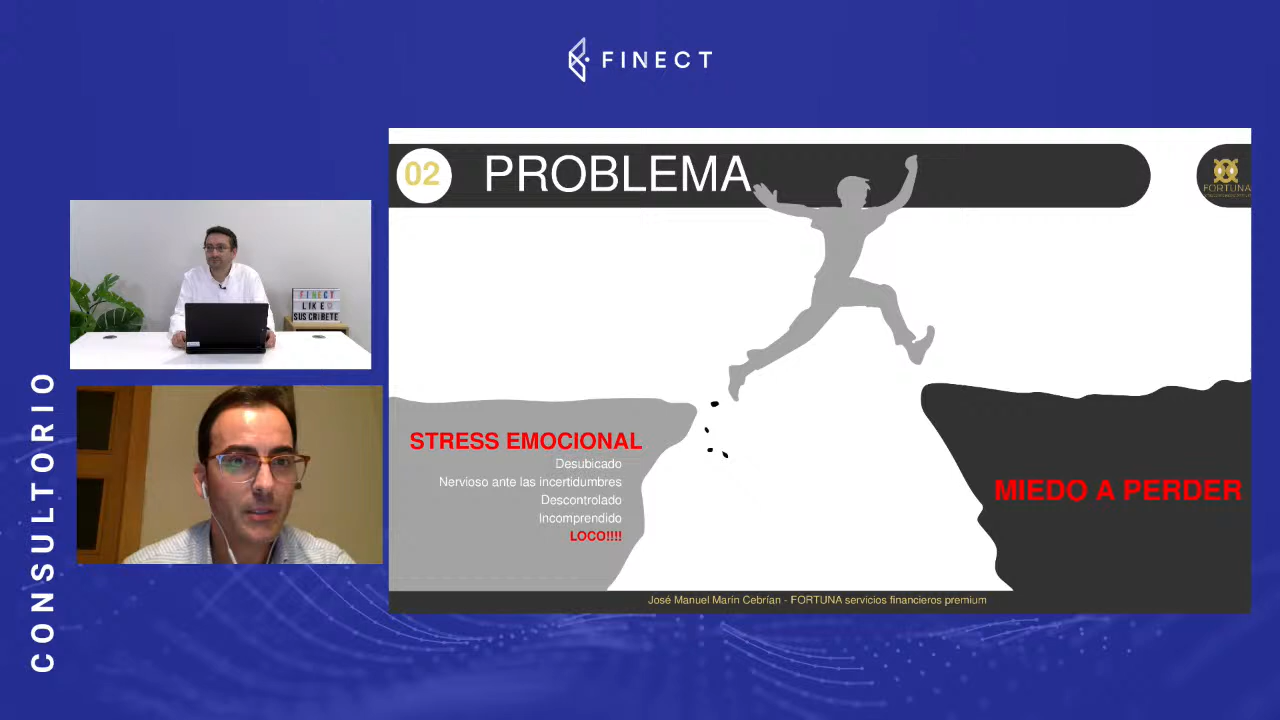 FINECT
02
PROBLEMA
FORTUNA
FINECT
LIKE
SUSCRIBETE
CONSULTORIO
STRESS EMOCIONAL
Desubicado
Nervioso ante las incertidumbres
Descontrolado
Incomprendido
LOCO!!!!
MIEDO A PERDER
José Manuel Marín Cebrían - FORTUNA servicios financieros premium